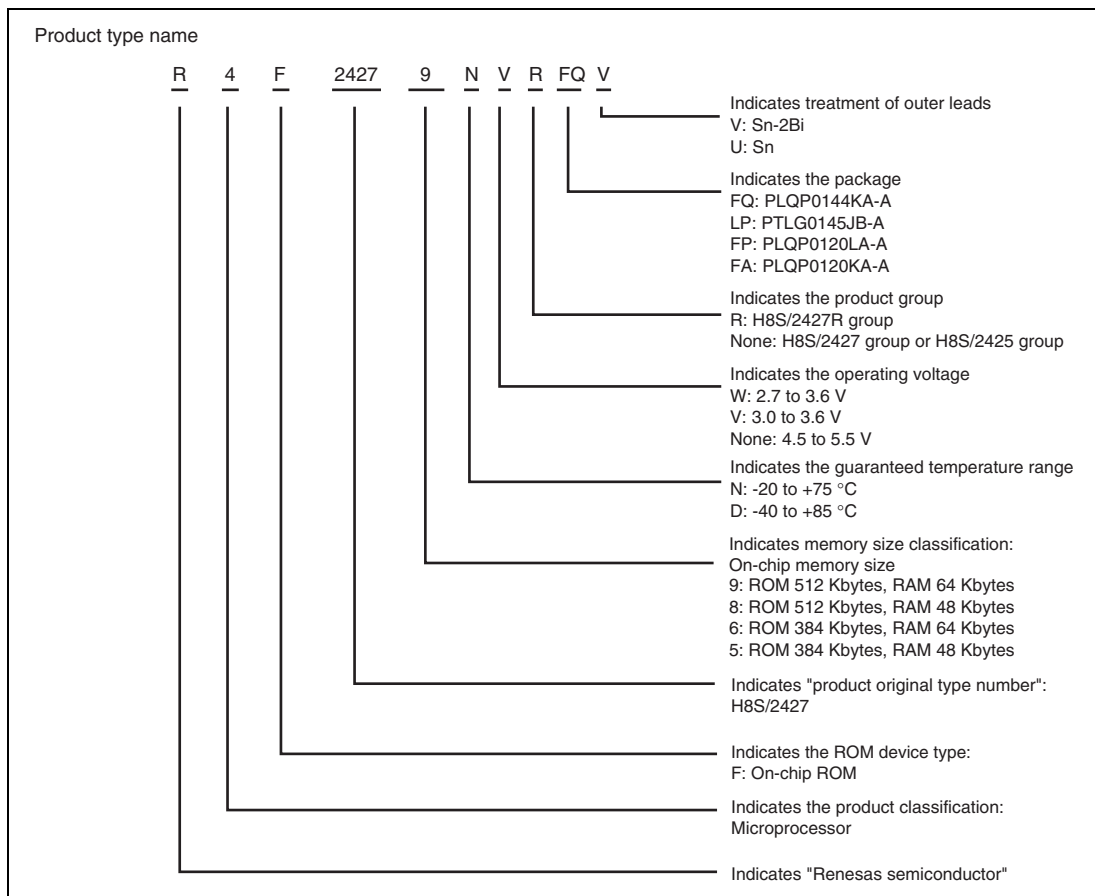 Product type name
R 4 F 2427 9 N V R FQ V
Indicates treatment of outer leads
V: Sn-2Bi
U: Sn
Indicates the package
FQ: PLQP0144KA-A
LP: PTLG0145JB-A
FP: PLQP0120LA-A
FA: PLQP0120KA-A
Indicates the product group
R: H8S/2427R group
None: H8S/2427 group or H8S/2425 group
Indicates the operating voltage
W: 2.7 to 3.6 V
V: 3.0 to 3.6 V
None: 4.5 to 5.5 V
Indicates the guaranteed temperature range
N: -20 to +75 °C
D: -40 to +85 °C
Indicates memory size classification:
On-chip memory size
9: ROM 512 Kbytes, RAM 64 Kbytes
8: ROM 512 Kbytes, RAM 48 Kbytes
6: ROM 384 Kbytes, RAM 64 Kbytes
5: ROM 384 Kbytes, RAM 48 Kbytes
Indicates "product original type number":
H8S/2427
Indicates the ROM device type:
F: On-chip ROM
Indicates the product classification:
Microprocessor
Indicates "Renesas semiconductor"